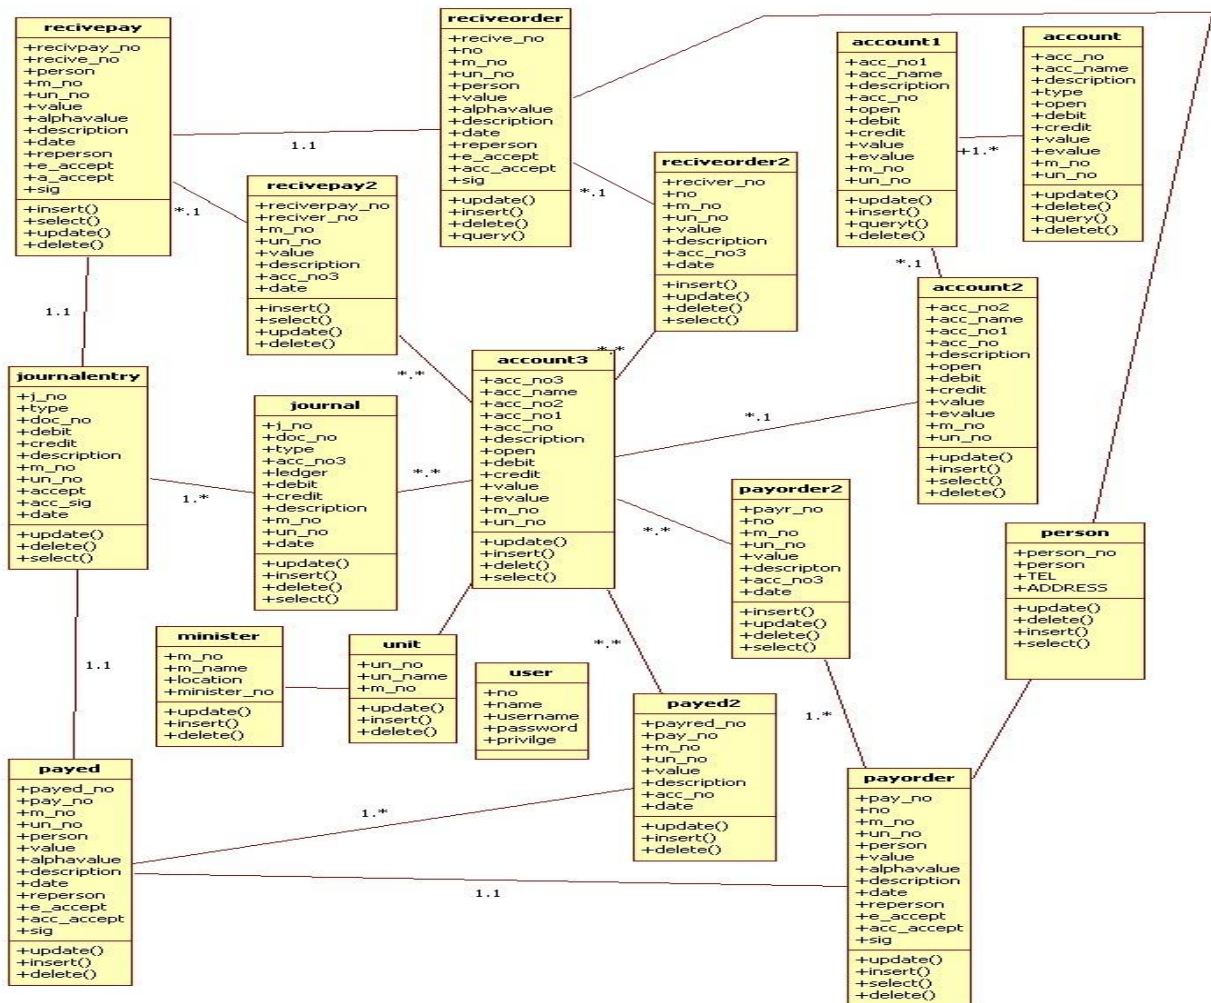 recivepay
+recivpay_no
+recive_no
+person
+m_no
+un_no
+value
+alphavalue
+description
+date
+reperson
+e_accept
+a_accept
+sig
+insert()
+select()
+update()
+delete()
reciveorder
+recive_no
+no
+m_no
+un_no
+person
+value
+alphavalue
+description
+date
+reperson
+e_accept
+acc_accept
+sig
+update()
+insert()
+delete()
+query()
account1
+acc_no1
+acc_name
+description
+acc_no
+open
+debit
+credit
+value
+evalue
+m_no
+un_no
+update()
+insert()
+queryt()
+delete()
account
+acc_no
+acc_name
+description
+type
+open
+debit
+credit
+value
+evalue
+m_no
+un_no
+update()
+delete()
+query()
+deletet()
1.1
+1.*
*.1
*.1
*.1
recivepay2
+reciverpay_no
+reciver_no
+m_no
+un_no
+value
+description
+acc_no3
+date
+insert()
+select()
+update()
+delete()
reciveorder2
+reciver_no
+no
+m_no
+un_no
+value
+description
+acc_no3
+date
+insert()
+update()
+delete()
+select()
account2
+acc_no2
+acc_name
+acc_no1
+acc_no
+description
+open
+debit
+credit
+value
+evalue
+m_no
+un_no
+update()
+insert()
+select()
+delete()
1.1
*.*
*.*
*.1
journalentry
+j_no
+type
+doc_no
+debit
+credit
+description
+m_no
+un_no
+accept
+acc_sig
+date
+update()
+delete()
+select()
1.*
journal
+j_no
+doc_no
+type
+acc_no3
+ledger
+debit
+credit
+description
+m_no
+un_no
+date
+update()
+insert()
+delete()
+select()
*.*
account3
+acc_no3
+acc_name
+acc_no2
+acc_no1
+acc_no
+description
+open
+debit
+credit
+value
+evalue
+m_no
+un_no
+update()
+insert()
+delet()
+select()
*.*
payorder2
+payr_no
+no
+m_no
+un_no
+value
+descripton
+acc_no3
+date
+insert()
+update()
+delete()
+select()
person
+person_no
+person
+TEL
+ADDRESS
+update()
+delete()
+insert()
+select()
1.1
minister
+m_no
+m_name
+location
+minister_no
+update()
+insert()
+delete()
unit
+un_no
+un_name
+m_no
+update()
+insert()
+delete()
user
+no
+name
+username
+password
+privilge
*.*
payed2
+payred_no
+pay_no
+m_no
+un_no
+value
+description
+acc_no
+date
+update()
+insert()
+delete()
1.*
payed
+payed_no
+pay_no
+m_no
+un_no
+person
+value
+alphavalue
+description
+date
+reperson
+e_accept
+acc_accept
+sig
+update()
+insert()
+delete()
1.*
1.1
payorder
+pay_no
+no
+m_no
+un_no
+person
+value
+alphavalue
+description
+date
+reperson
+e_accept
+acc_accept
+sig
+update()
+insert()
+select()
+delete()